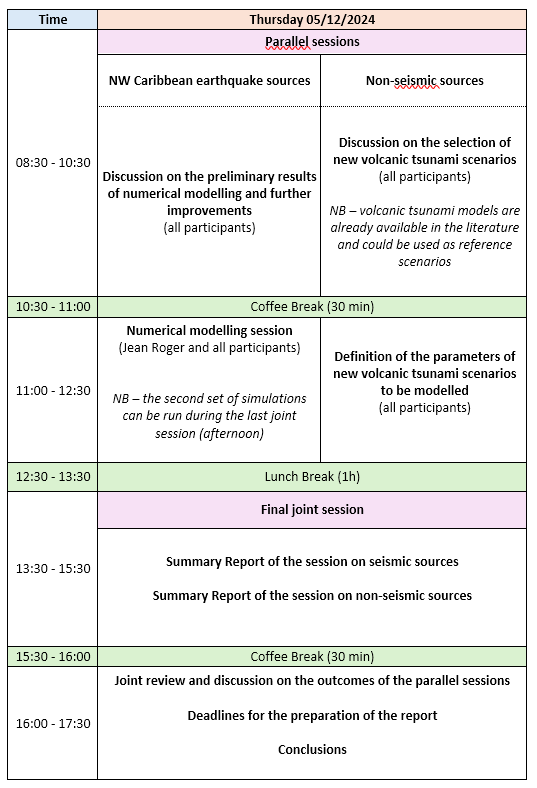 Time
Thursday 05/12/2024
Parallel sessions
NW Caribbean earthquake sources
Non-seismic sources
08:30 - 10:30
Discussion on the preliminary results
of numerical modelling and further
improvements
(all participants)
Discussion on the selection of
new volcanic tsunami scenarios
(all participants)
NB – volcanic tsunami models are
already available in the literature
and could be used as reference
scenarios
10:30 - 11:00
Coffee Break (30 min)
11:00 - 12:30
Numerical modelling session
(Jean Roger and all participants)
NB – the second set of simulations
can be run during the last joint
session (afternoon)
Definition of the parameters of
new volcanic tsunami scenarios
to be modelled
(all participants)
12:30 - 13:30
Lunch Break (1h)
13:30 - 15:30
Final joint session
Summary Report of the session on seismic sources
Summary Report of the session on non-seismic sources
15:30 - 16:00
Coffee Break (30 min)
16:00 - 17:30
Joint review and discussion on the outcomes of the parallel sessions
Deadlines for the preparation of the report
Conclusions